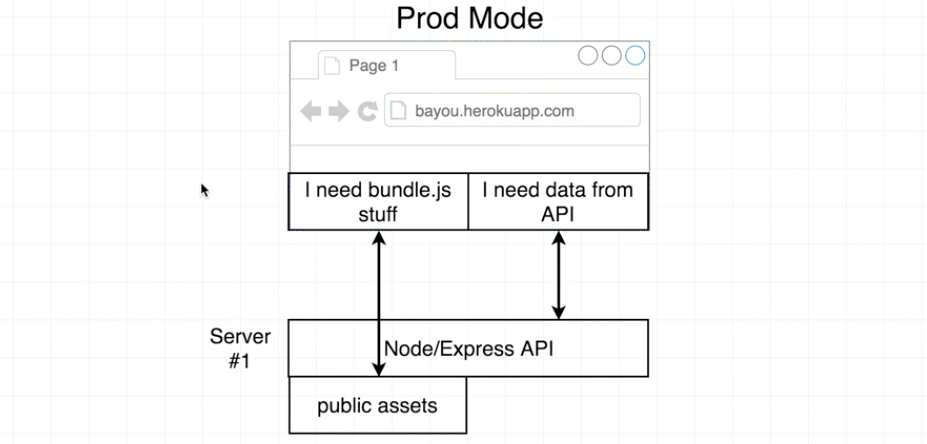 Prod Mode
Page 1
bayou.herokuapp.com
I need bundle.js
stuff
I need data from
API
Server
#1
Node/Express API
public assets